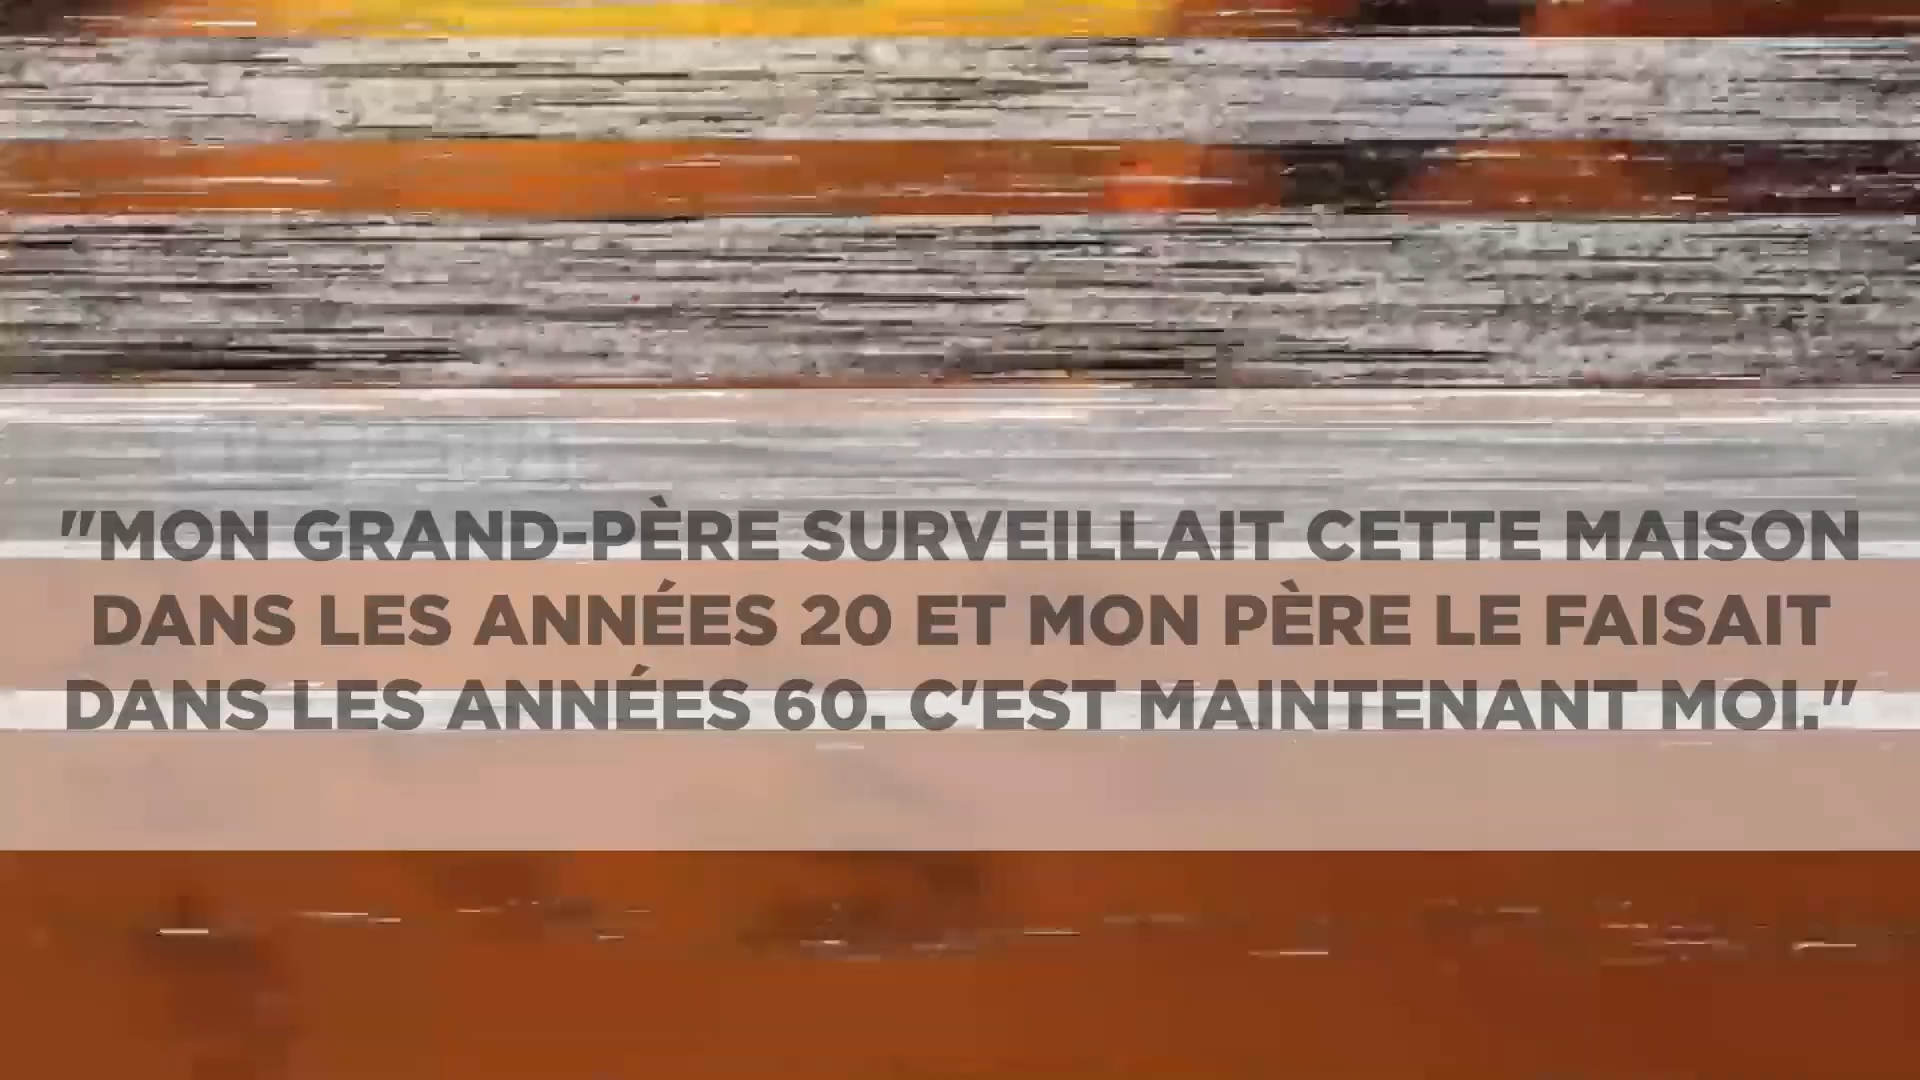 "MON GRAND-PÈRE SURVEILLAIT CETTE MAISON
DANS LES ANNÉES 20 ET MON PÈRE LE FAISAIT
DANS LES ANNÉES 60. C'EST MAINTENANT MOI."